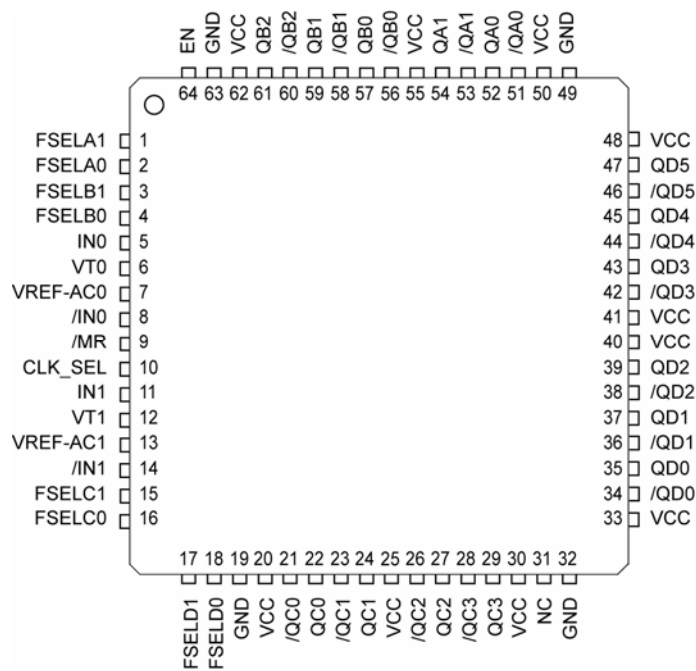 EN GND VCC QB2 /QB2 QB1 /QB1 QB0 /QB0 VCC QA1 /QA1 QA0 /QA0 VCC GND
64 63 62 61 60 59 58 57 56 55 54 53 52 51 50 49
FSELA1 1 48 VCC
FSELA0 2 47 QD5
FSELB1 3 46 /QD5
FSELB0 4 45 QD4
IN0 5 44 /QD4
VT0 6 43 QD3
VREF-AC0 7 42 /QD3
/IN0 8 41 VCC
/MR 9 40 VCC
CLK_SEL 10 39 QD2
IN1 11 38 /QD2
VT1 12 37 QD1
VREF-AC1 13 36 /QD1
/IN1 14 35 QD0
FSELC1 15 34 /QD0
FSELC0 16 33 VCC
17 18 19 20 21 22 23 24 25 26 27 28 29 30 31 32
FSELD1 FSELD0 GND VCC /QC0 QC0 /QC1 QC1 VCC /QC2 QC2 /QC3 QC3 VCC NC GND